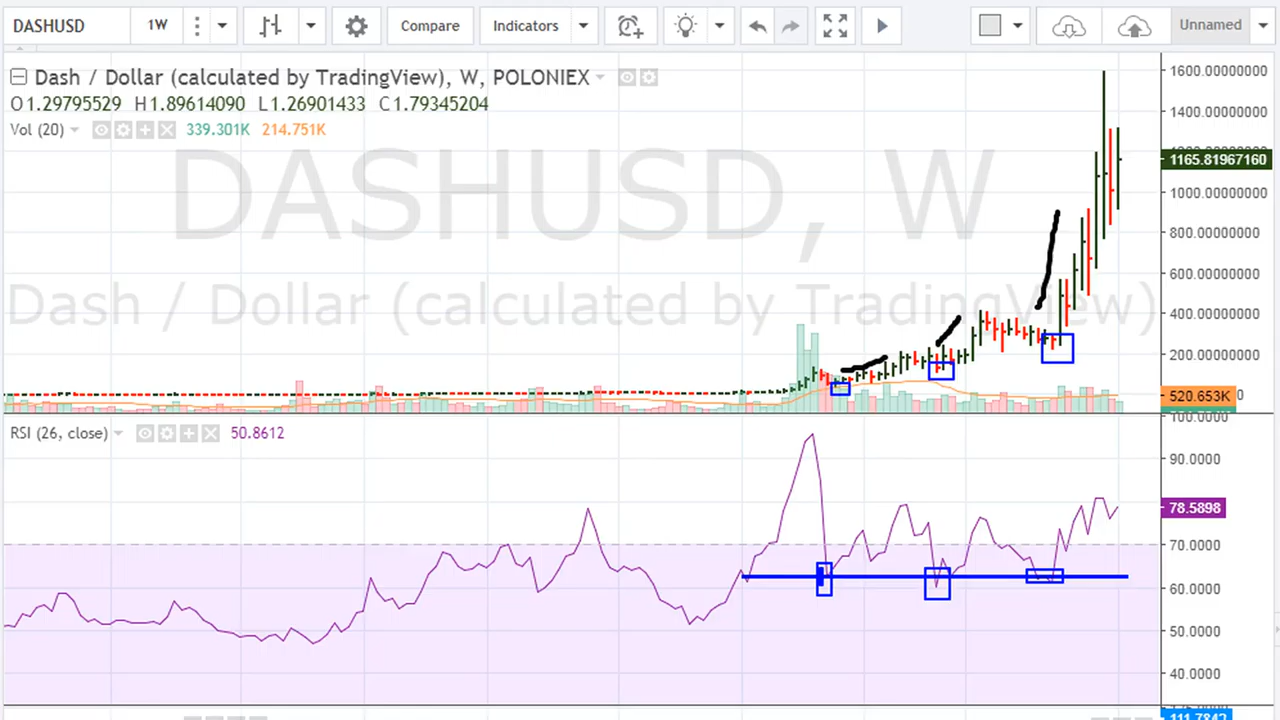 DASHUSD 1W Compare Indicators Unnamed
Dash / Dollar (calculated by TradingView), W, POLONIEX
O1.29795529 H1.89614090 L1.26901433 C1.79345204
Vol (20) 339.301K 214.751K
DASHUSD, W
Dash / Dollar (calculated by TradingView)
1600.00000000
1400.00000000
1165.81967160
1000.00000000
800.00000000
600.00000000
400.00000000
200.00000000
520.653K
RSI (26, close) 50.8612
100.0000
90.0000
78.5898
70.0000
60.0000
50.0000
40.0000